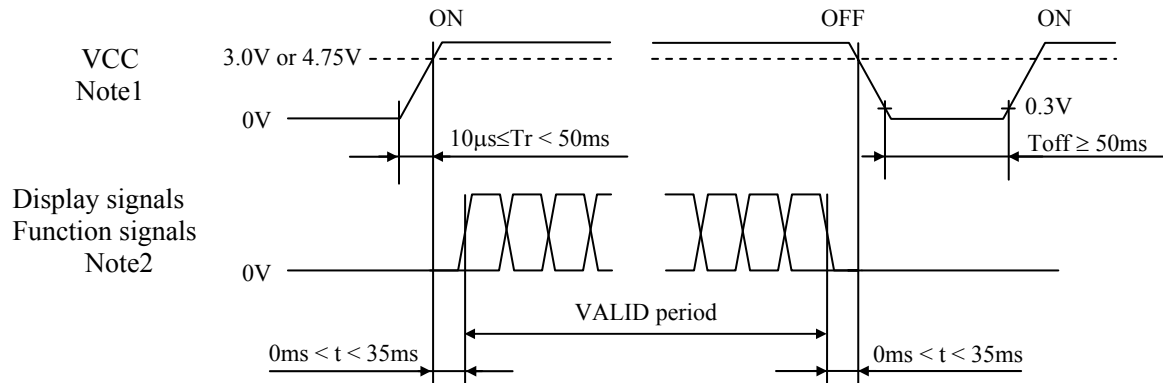 ON
OFF
ON
VCC
Note1
3.0V or 4.75V
0V
0.3V
10μs≤Tr < 50ms
Toff ≥ 50ms
Display signals
Function signals
Note2
0V
VALID period
0ms < t < 35ms
0ms < t < 35ms